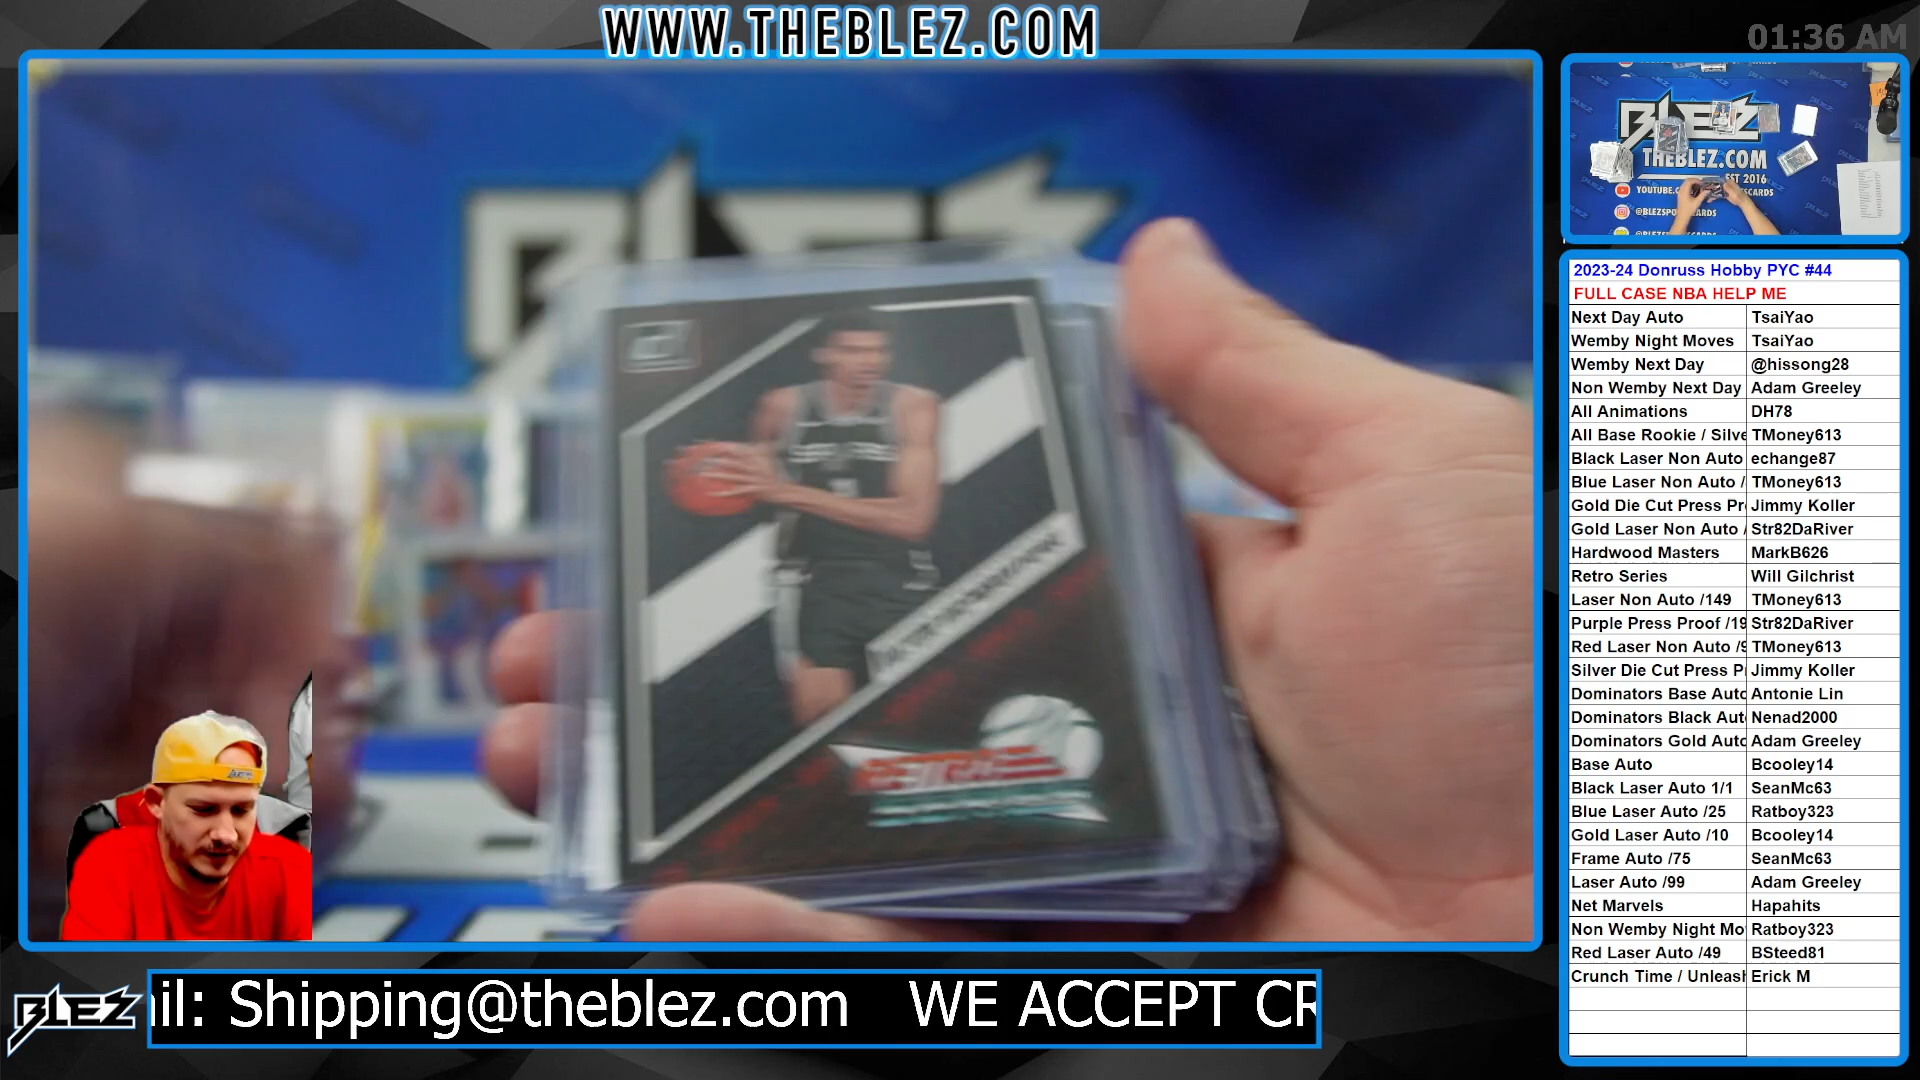 WWW.THEBLEZ.COM
01:36 AM
BLEZ
THEBLEZ.COM
EST 2016
YOUTUBE.C
2023-24 Donruss Hobby PYC #44
FULL CASE NBA HELP ME
Next Day Auto TsaiYao
Wemby Night Moves TsaiYao
Wemby Next Day @hissong28
Non Wemby Next Day Adam Greeley
All Animations DH78
All Base Rookie / Silve TMoney613
Black Laser Non Auto echange87
Blue Laser Non Auto / TMoney613
Gold Die Cut Press Pr Jimmy Koller
Gold Laser Non Auto / Str82DaRiver
Hardwood Masters MarkB626
Retro Series Will Gilchrist
Laser Non Auto /149 TMoney613
Purple Press Proof /19 Str82DaRiver
Red Laser Non Auto /9 TMoney613
Silver Die Cut Press P Jimmy Koller
Dominators Base Auto Antonie Lin
Dominators Black Aut Nenad2000
Dominators Gold Auto Adam Greeley
Base Auto Bcooley14
Black Laser Auto 1/1 SeanMc63
Blue Laser Auto /25 Ratboy323
Gold Laser Auto /10 Bcooley14
Frame Auto /75 SeanMc63
Laser Auto /99 Adam Greeley
Net Marvels Hapahits
Non Wemby Night Mo Ratboy323
Red Laser Auto /49 BSteed81
Crunch Time / Unleash Erick M
BLEZ
il: Shipping@theblez.com WE ACCEPT CR